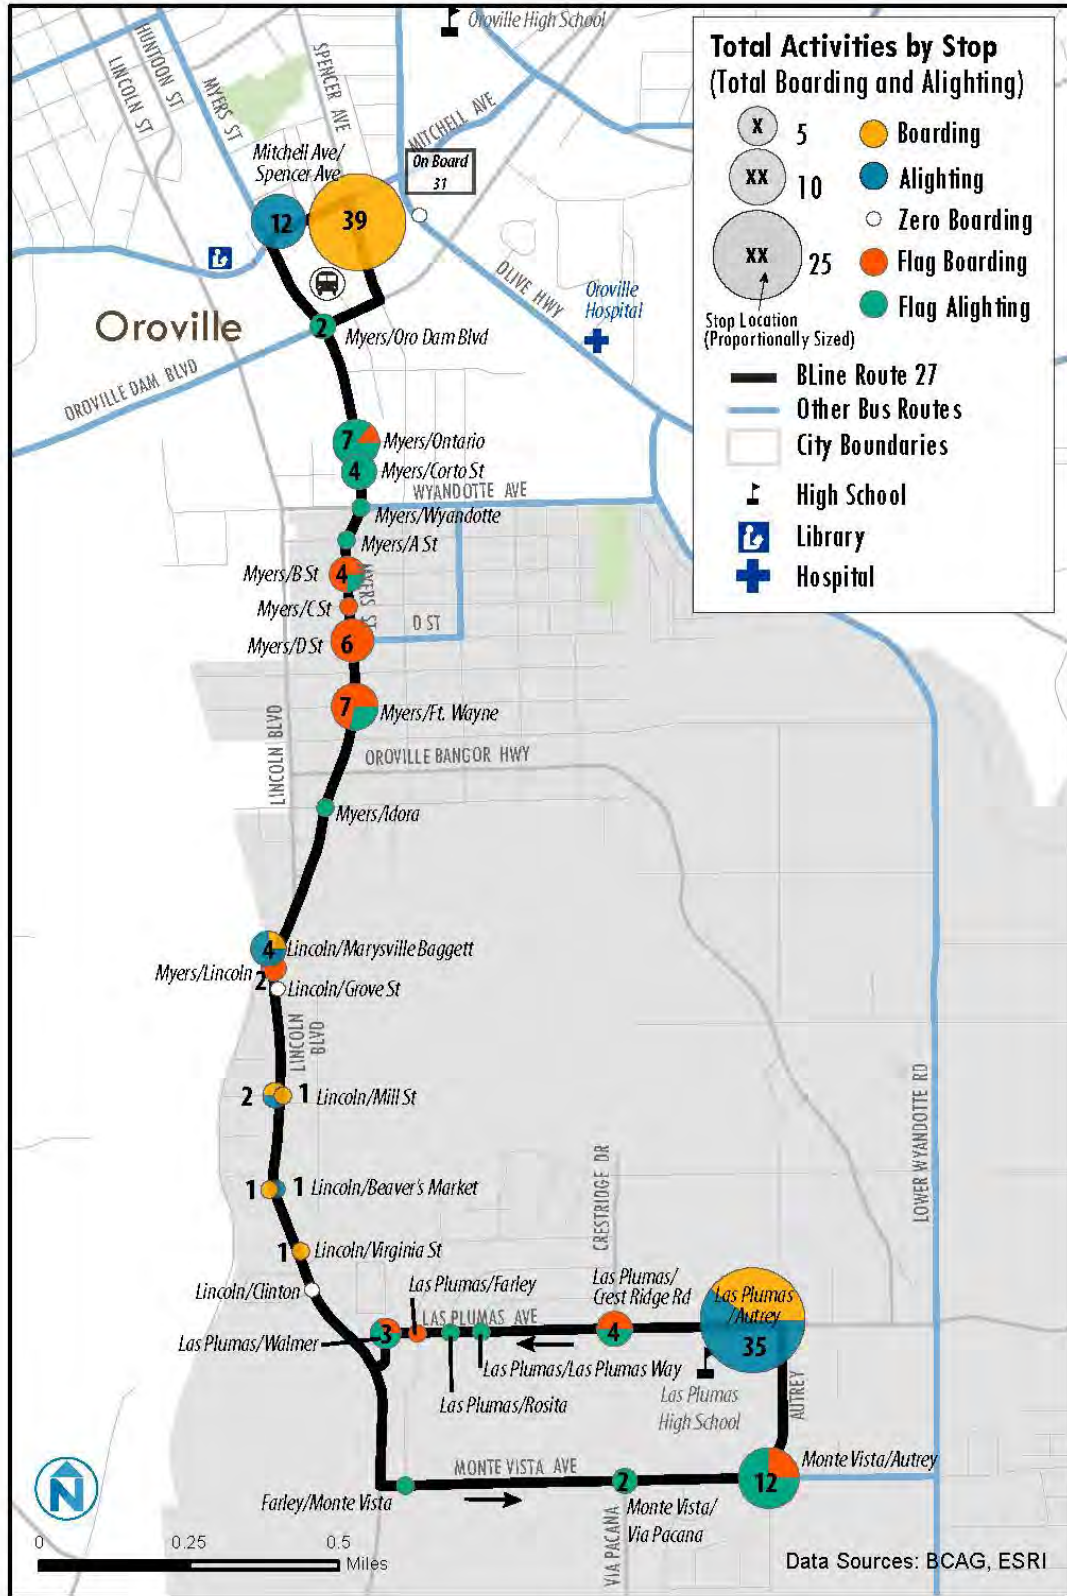 Oroville High School
HUNTOON ST
LINCOLN ST
MYERS ST
SPENCER AVE
MITCHELL AVE
Mitchell Ave/
Spencer Ave
On Board
31
12
39
OLIVE HWY
Oroville
Hospital
Oroville
2
Myers/Oro Dam Blvd
OROVILLE DAM BLVD
7
Myers/Ontario
4
Myers/Corto St
WYANDOTTE AVE
Myers/Wyandotte
Myers/A St
Myers/B St
4
MYERS ST
Myers/C St
D ST
Myers/D St
6
7
Myers/Ft. Wayne
LINCOLN BLVD
OROVILLE BANGOR HWY
Myers/Idora
4
Lincoln/Marysville Baggett
Myers/Lincoln
2
Lincoln/Grove St
LINCOLN
BLVD
2
1
Lincoln/Mill St
LOWER WYANDOTTE RD
1
1
Lincoln/Beaver's Market
CRESTRIDGE DR
1
Lincoln/Virginia St
Lincoln/Clinton
Las Plumas/Farley
Las Plumas/
Crest Ridge Rd
Las Plumas
/Autrey
35
LAS PLUMAS AVE
Las Plumas/Walmer
3
4
Las Plumas/Las Plumas Way
Las Plumas/Rosita
Las Plumas
High School
AUTREY
MONTE VISTA AVE
Monte Vista/Autrey
12
Farley/Monte Vista
2
Monte Vista/
Via Pacana
VIA PACANA
N
0
0.25
0.5
Miles
Data Sources: BCAG, ESRI
Total Activities by Stop
(Total Boarding and Alighting)
X
5
XX
10
XX
25
Stop Location
(Proportionally Sized)
Boarding
Alighting
Zero Boarding
Flag Boarding
Flag Alighting
BLine Route 27
Other Bus Routes
City Boundaries
High School
Library
Hospital